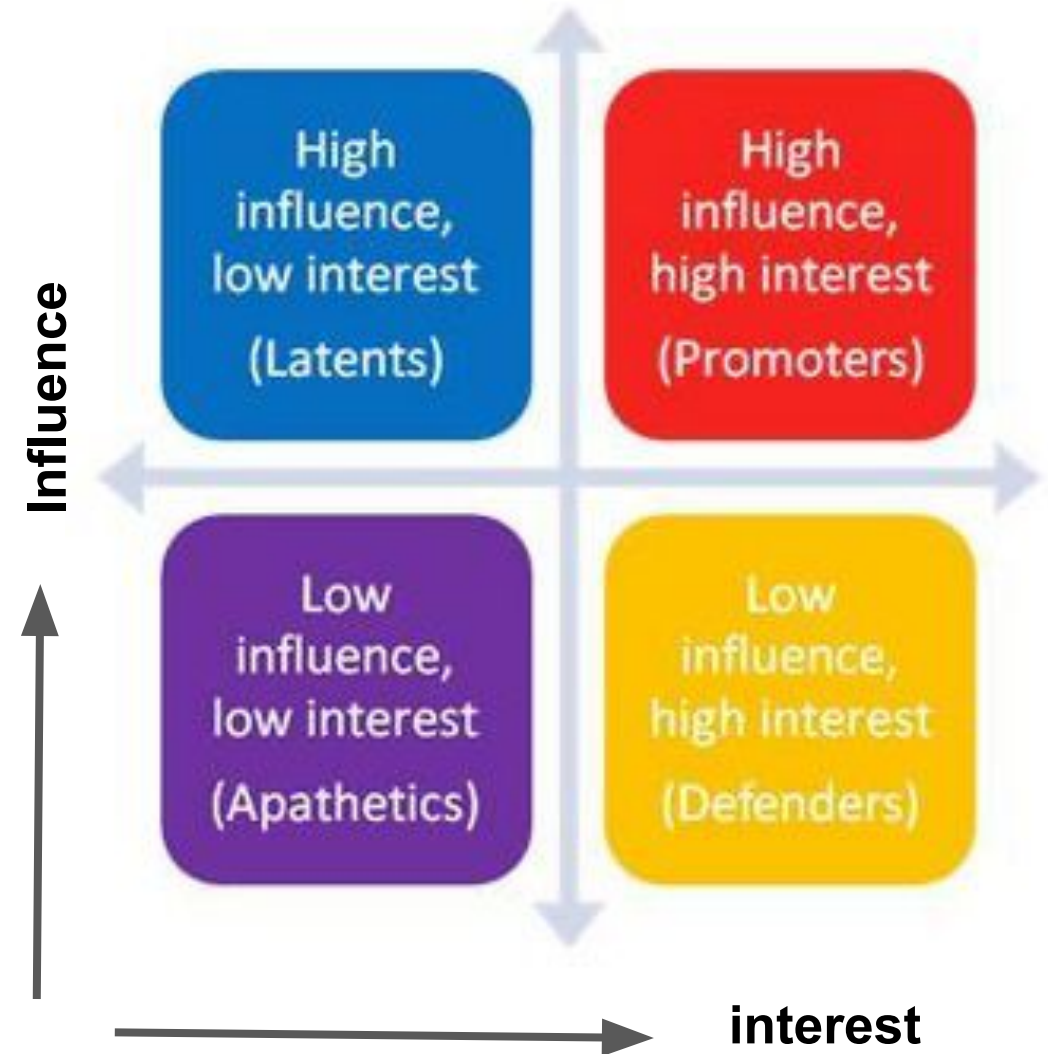 High
influence,
low interest
(Latents)
High
influence,
high interest
(Promoters)
Influence
Low
influence,
low interest
(Apathetics)
Low
influence,
high interest
(Defenders)
interest